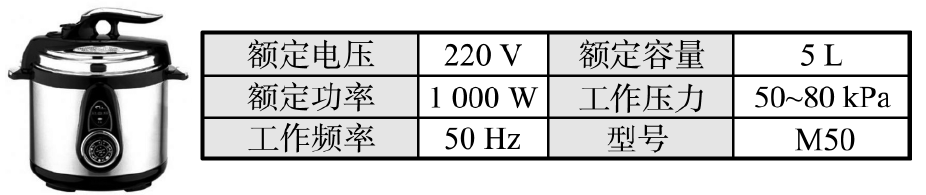 额定电压 220 V 额定容量 5 L
额定功率 1 000 W 工作压力 50~80 kPa
工作频率 50 Hz 型号 M50